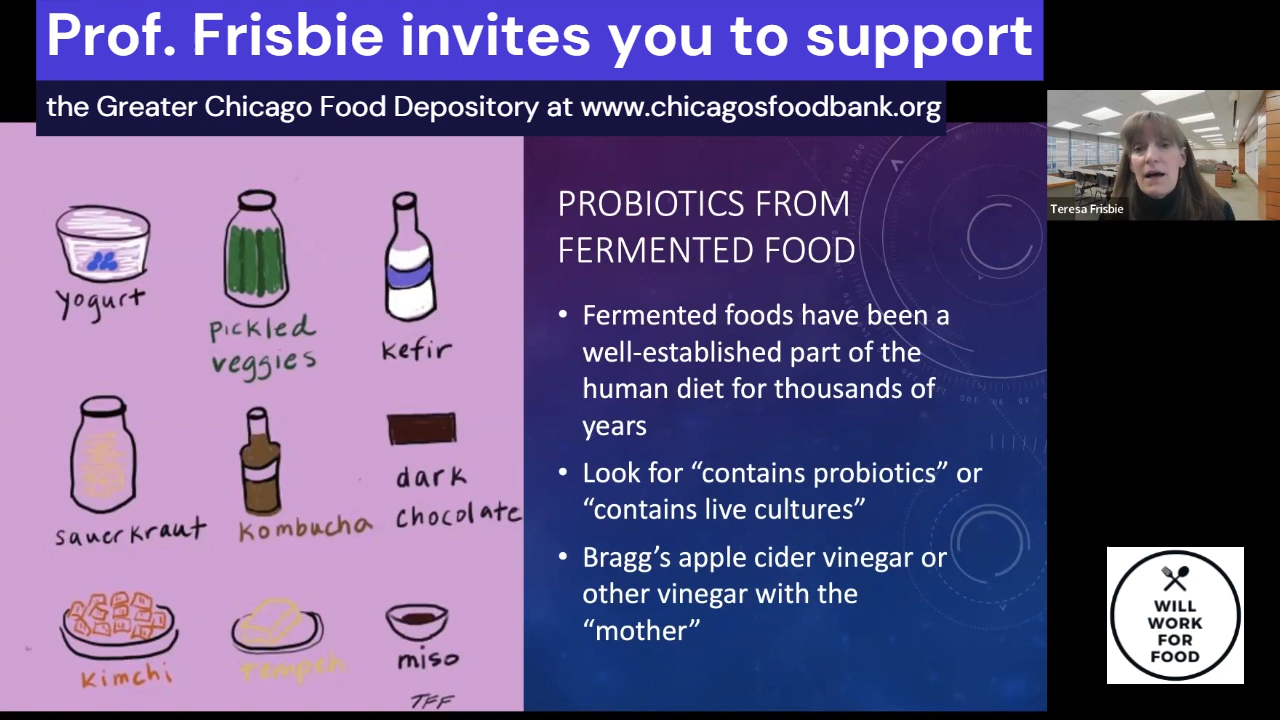 Prof. Frisbie invites you to support
the Greater Chicago Food Depository at www.chicagosfoodbank.org
Teresa Frisbie
yogurt
pickled
veggies
kefir
sauerkraut
kombucha
dark
chocolate
kimchi
Tempeh
miso
TFF
PROBIOTICS FROM
FERMENTED FOOD
• Fermented foods have been a
well-established part of the
human diet for thousands of
years
• Look for “contains probiotics” or
“contains live cultures”
• Bragg’s apple cider vinegar or
other vinegar with the
“mother”
WILL
WORK
FOR
FOOD